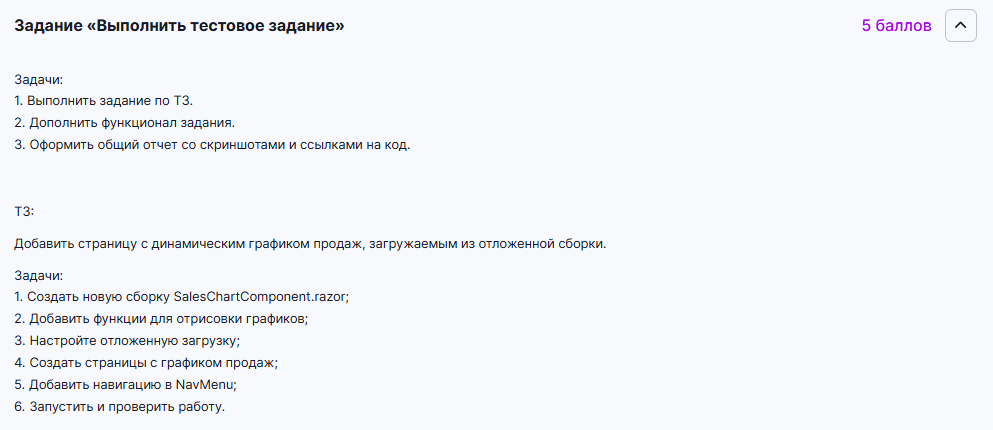 Задание «Выполнить тестовое задание»
5 баллов
Задачи:
1. Выполнить задание по ТЗ.
2. Дополнить функционал задания.
3. Оформить общий отчет со скриншотами и ссылками на код.
ТЗ:
Добавить страницу с динамическим графиком продаж, загружаемым из отложенной сборки.
Задачи:
1. Создать новую сборку SalesChartComponent.razor;
2. Добавить функции для отрисовки графиков;
3. Настройте отложенную загрузку;
4. Создать страницы с графиком продаж;
5. Добавить навигацию в NavMenu;
6. Запустить и проверить работу.